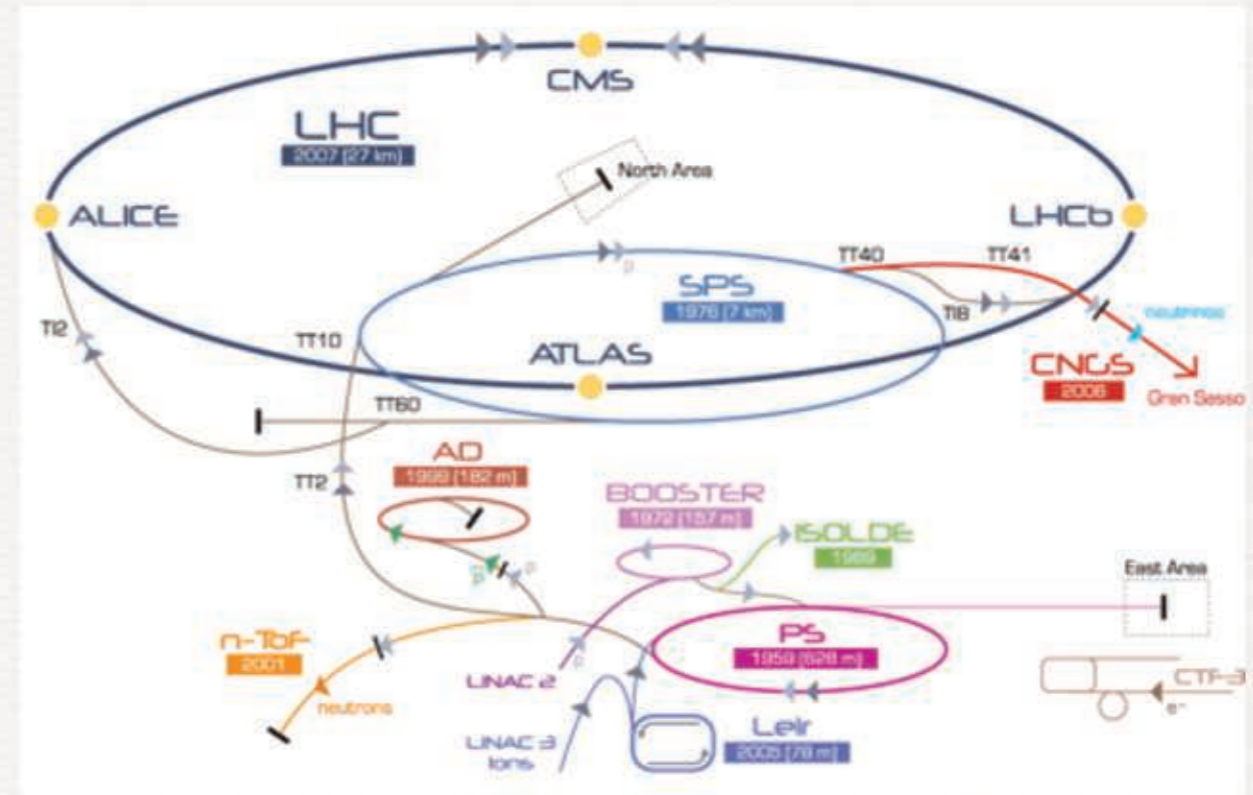 CMS
LHC
2007 (27 km)
North Area
ALICE
LHCb
TT40
TT41
SPS
1976 (7 km)
TI8
neutrinos
TI2
TT10
ATLAS
CNGS
2006
Gran Sasso
TT60
AD
1999 (182 m)
TT2
BOOSTER
1972 (157 m)
ISOLDE
1989
East Area
p
p
p
n-ToF
2001
PS
1959 (628 m)
LINAC 2
neutrons
CTF-3
e-
LINAC 3
Ions
Leir
2005 (78 m)